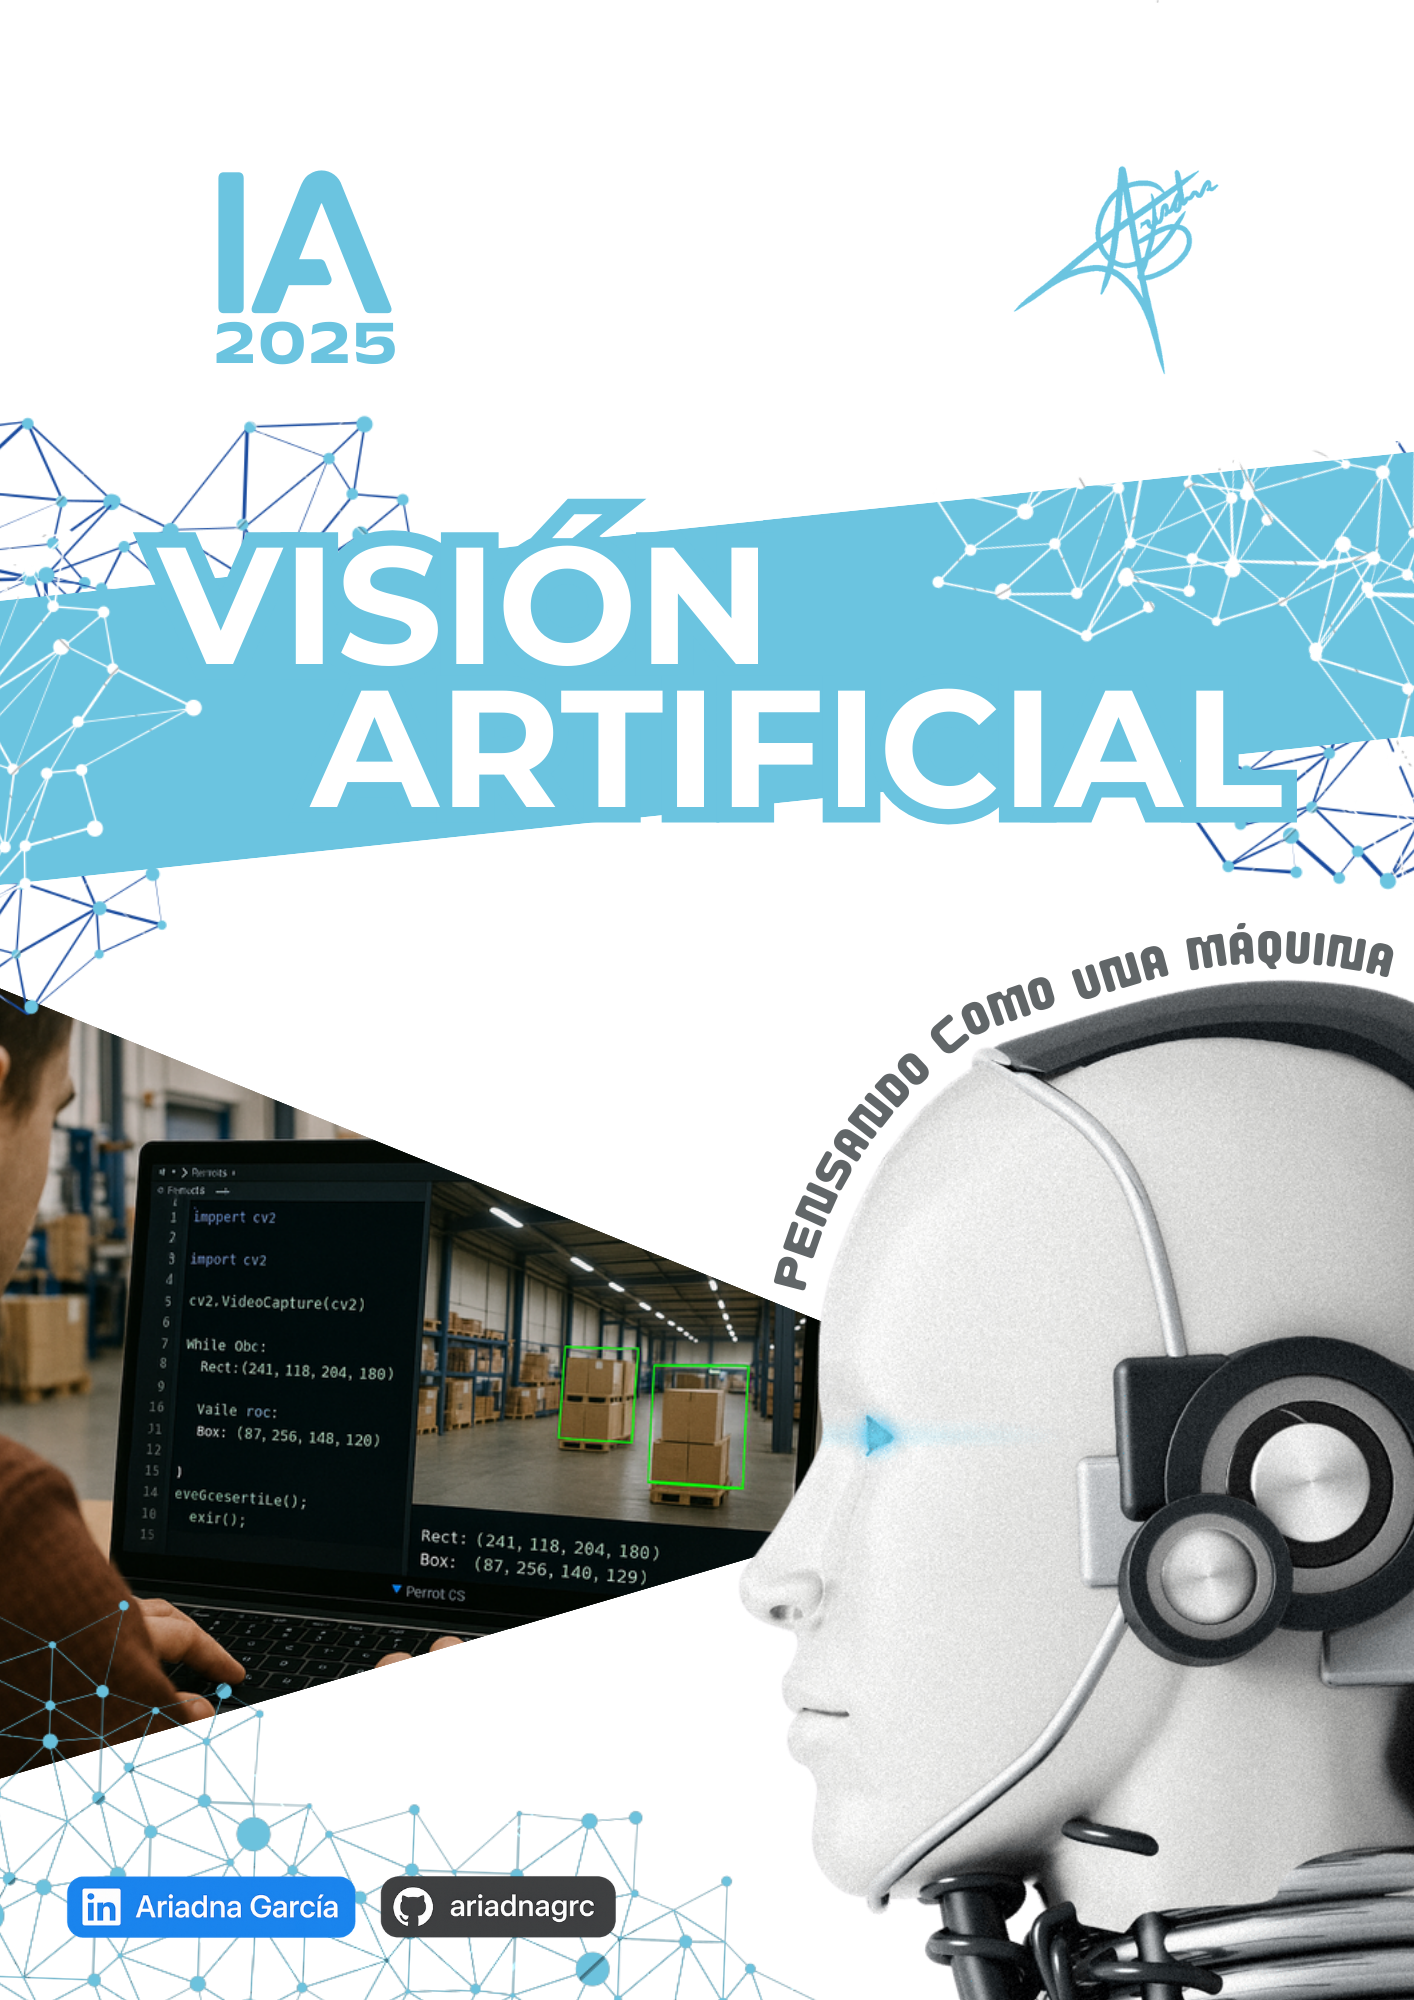 IA
2025
Ariadna
VISIÓN
ARTIFICIAL
PENSANDO COMO UNA MÁQUINA
1 imppert cv2
2
3 import cv2
4
5 cv2.VideoCapture(cv2)
6
7 While Obc:
8 Rect:(241, 118, 204, 180)
9
16 Vaile roc:
J1 Box: (87, 256, 148, 120)
12
15 )
14 eveGcesertiLe();
10 exir();
15
Rect: (241, 118, 204, 180)
Box: (87, 256, 140, 129)
Perrot CS
in Ariadna García
ariadnagrc